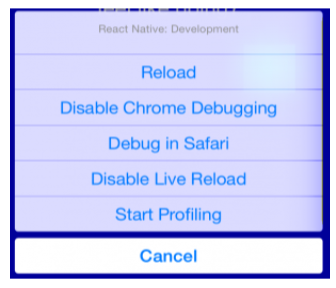 React Native: Development
Reload
Disable Chrome Debugging
Debug in Safari
Disable Live Reload
Start Profiling
Cancel